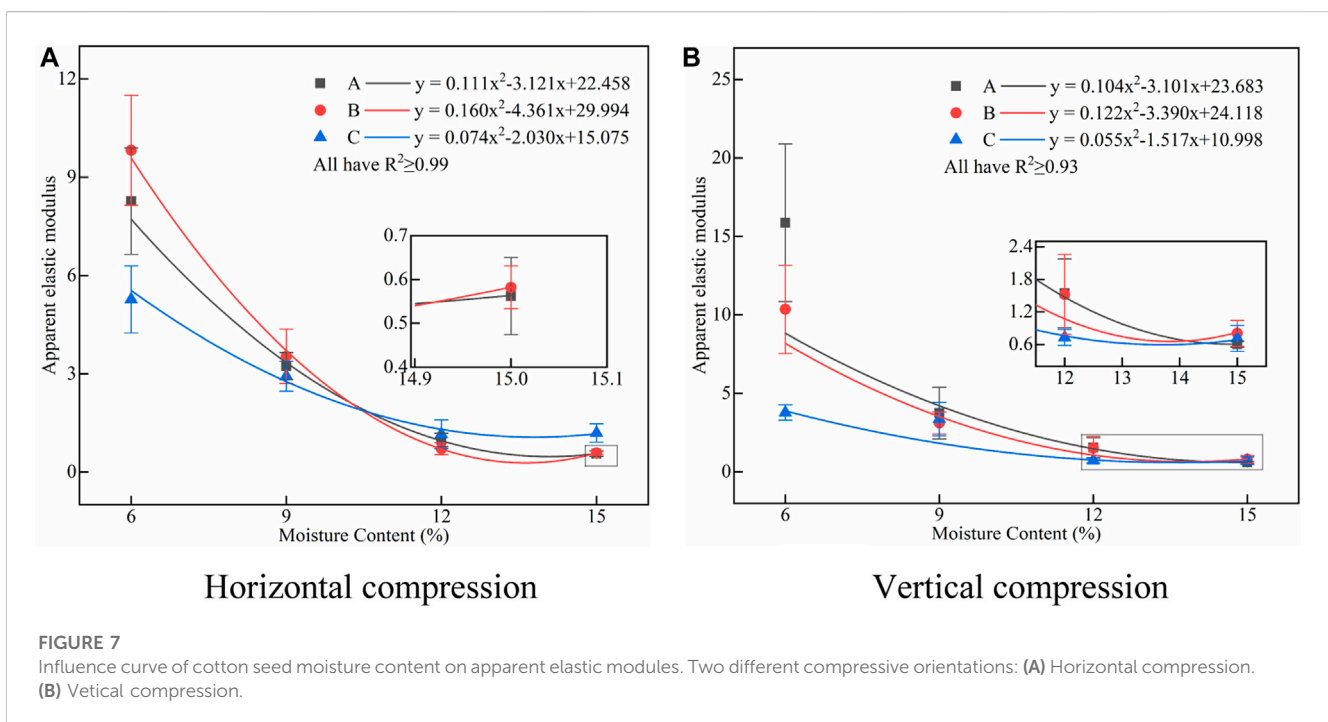 A
12
9
6
3
0
Apparent elastic modulus
A y = 0.111x²-3.121x+22.458
B y = 0.160x²-4.361x+29.994
C y = 0.074x²-2.030x+15.075
All have R²≥0.99
0.7
0.6
0.5
0.4
14.9 15.0 15.1
6 9 12 15
Moisture Content (%)
Horizontal compression
B
25
20
15
10
5
0
Apparent elastic modulus
A y = 0.104x²-3.101x+23.683
B y = 0.122x²-3.390x+24.118
C y = 0.055x²-1.517x+10.998
All have R²≥0.93
2.4
1.8
1.2
0.6
12 13 14 15
6 9 12 15
Moisture Content (%)
Vertical compression
FIGURE 7
Influence curve of cotton seed moisture content on apparent elastic modules. Two different compressive orientations: (A) Horizontal compression.
(B) Vetical compression.